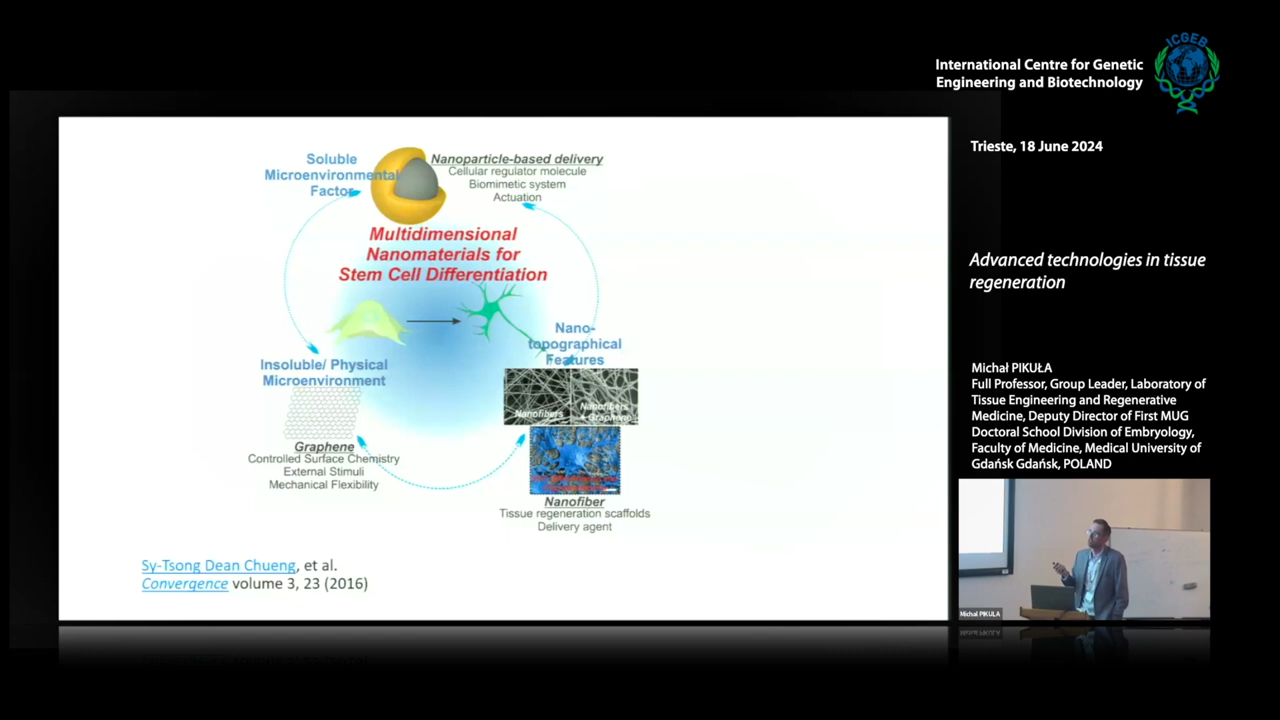 ICGEB
International Centre for Genetic
Engineering and Biotechnology
Trieste, 18 June 2024
Advanced technologies in tissue
regeneration
Michał PIKUŁA
Full Professor, Group Leader, Laboratory of
Tissue Engineering and Regenerative
Medicine, Deputy Director of First MUG
Doctoral School Division of Embryology,
Faculty of Medicine, Medical University of
Gdańsk Gdańsk, POLAND
Michal PIKULA
Soluble
Microenvironmental
Factor
Nanoparticle-based delivery
Cellular regulator molecule
Biomimetic system
Actuation
Multidimensional
Nanomaterials for
Stem Cell Differentiation
Nano-
topographical
Features
Insoluble/ Physical
Microenvironment
Nanofibers
Nanofibers
+ Graphene
Graphene
Controlled Surface Chemistry
External Stimuli
Mechanical Flexibility
Nanofiber
Tissue regeneration scaffolds
Delivery agent
Sy-Tsong Dean Chueng, et al.
Convergence volume 3, 23 (2016)